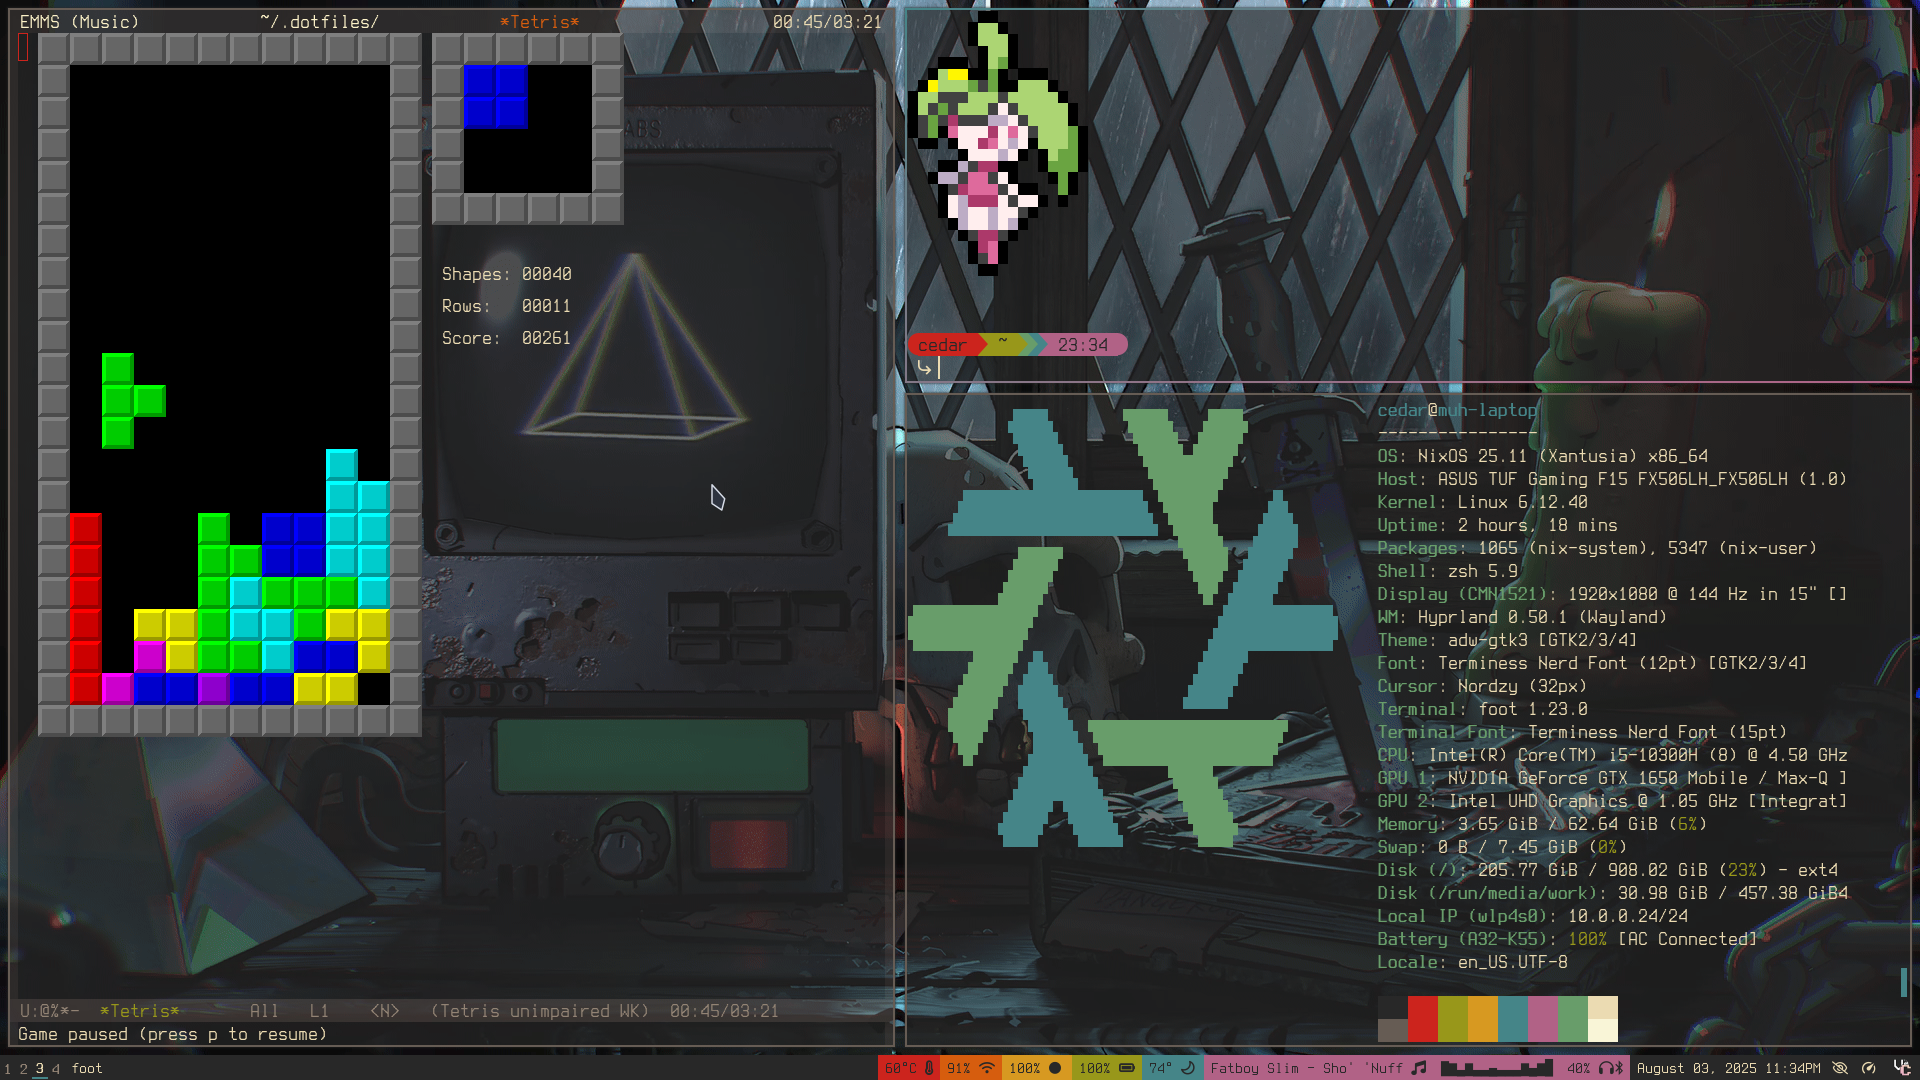 EMMS (Music) ~/.dotfiles/ *Tetris* 00:45/03:21
ABS
Shapes: 00040
Rows: 00011
Score: 00261
U:@%*- *Tetris* All L1 <N> (Tetris unimpaired WK) 00:45/03:21
Game paused (press p to resume)
cedar ~ 23:34
cedar@muh-laptop
----------------
OS: NixOS 25.11 (Xantusia) x86_64
Host: ASUS TUF Gaming F15 FX506LH_FX506LH (1.0)
Kernel: Linux 6.12.40
Uptime: 2 hours, 18 mins
Packages: 1065 (nix-system), 5347 (nix-user)
Shell: zsh 5.9
Display (CMN1521): 1920x1080 @ 144 Hz in 15" []
WM: Hyprland 0.50.1 (Wayland)
Theme: adw-gtk3 [GTK2/3/4]
Font: Terminess Nerd Font (12pt) [GTK2/3/4]
Cursor: Nordzy (32px)
Terminal: foot 1.23.0
Terminal Font: Terminess Nerd Font (15pt)
CPU: Intel(R) Core(TM) i5-10300H (8) @ 4.50 GHz
GPU 1: NVIDIA GeForce GTX 1650 Mobile / Max-Q ]
GPU 2: Intel UHD Graphics @ 1.05 GHz [Integrat]
Memory: 3.65 GiB / 62.64 GiB (6%)
Swap: 0 B / 7.45 GiB (0%)
Disk (/): 205.77 GiB / 908.02 GiB (23%) - ext4
Disk (/run/media/work): 30.98 GiB / 457.38 GiB4
Local IP (wlp4s0): 10.0.0.24/24
Battery (A32-K55): 100% [AC Connected]
Locale: en_US.UTF-8
1 2 3 4 foot 60°C 91% 100% 100% 74° Fatboy Slim - Sho' 'Nuff 40% August 03, 2025 11:34PM